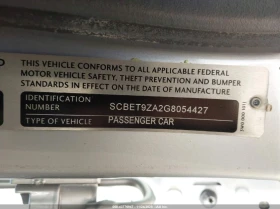 THIS VEHICLE CONFORMS TO ALL APPLICABLE FEDERAL
MOTOR VEHICLE SAFETY, THEFT PREVENTION AND BUMPER
STANDARDS IN EFFECT ON THE DATE OF MANUFACTURE
IDENTIFICATION
NUMBER
SCBET9ZA2G8054427
TYPE OF VEHICLE
PASSENGER CAR